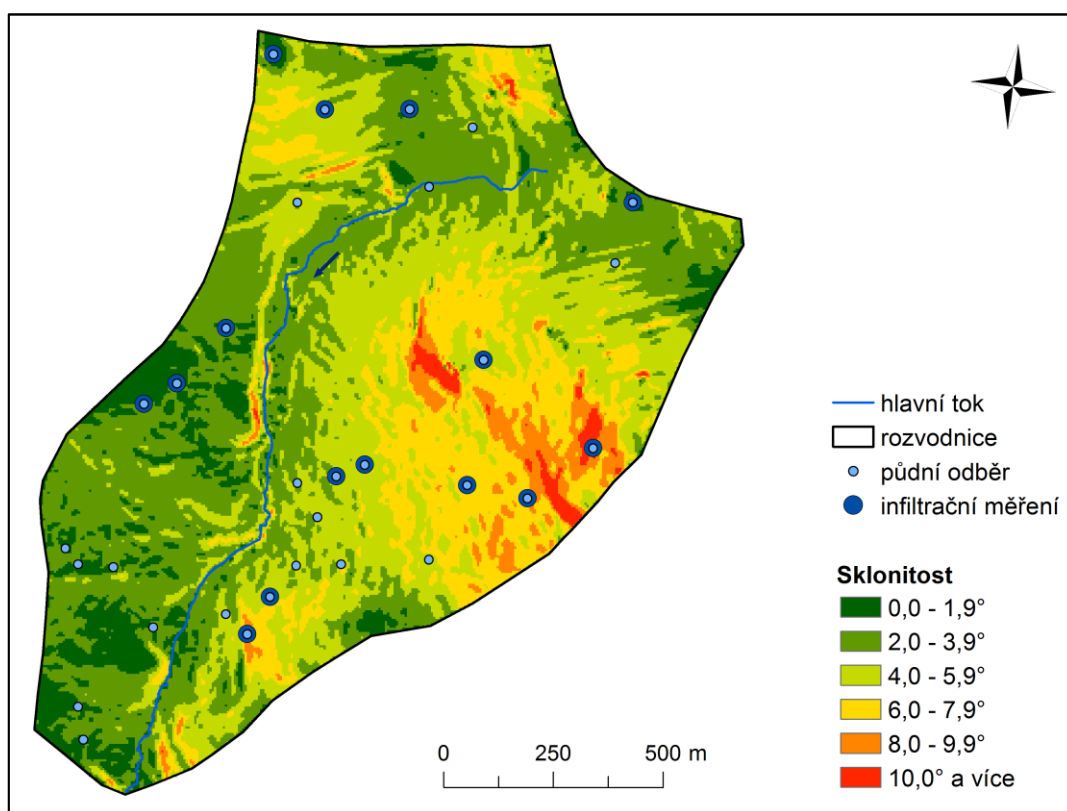 hlavní tok
rozvodnice
půdní odběr
infiltrační měření
Sklonitost
0,0 - 1,9°
2,0 - 3,9°
4,0 - 5,9°
6,0 - 7,9°
8,0 - 9,9°
10,0° a více
0 250 500 m